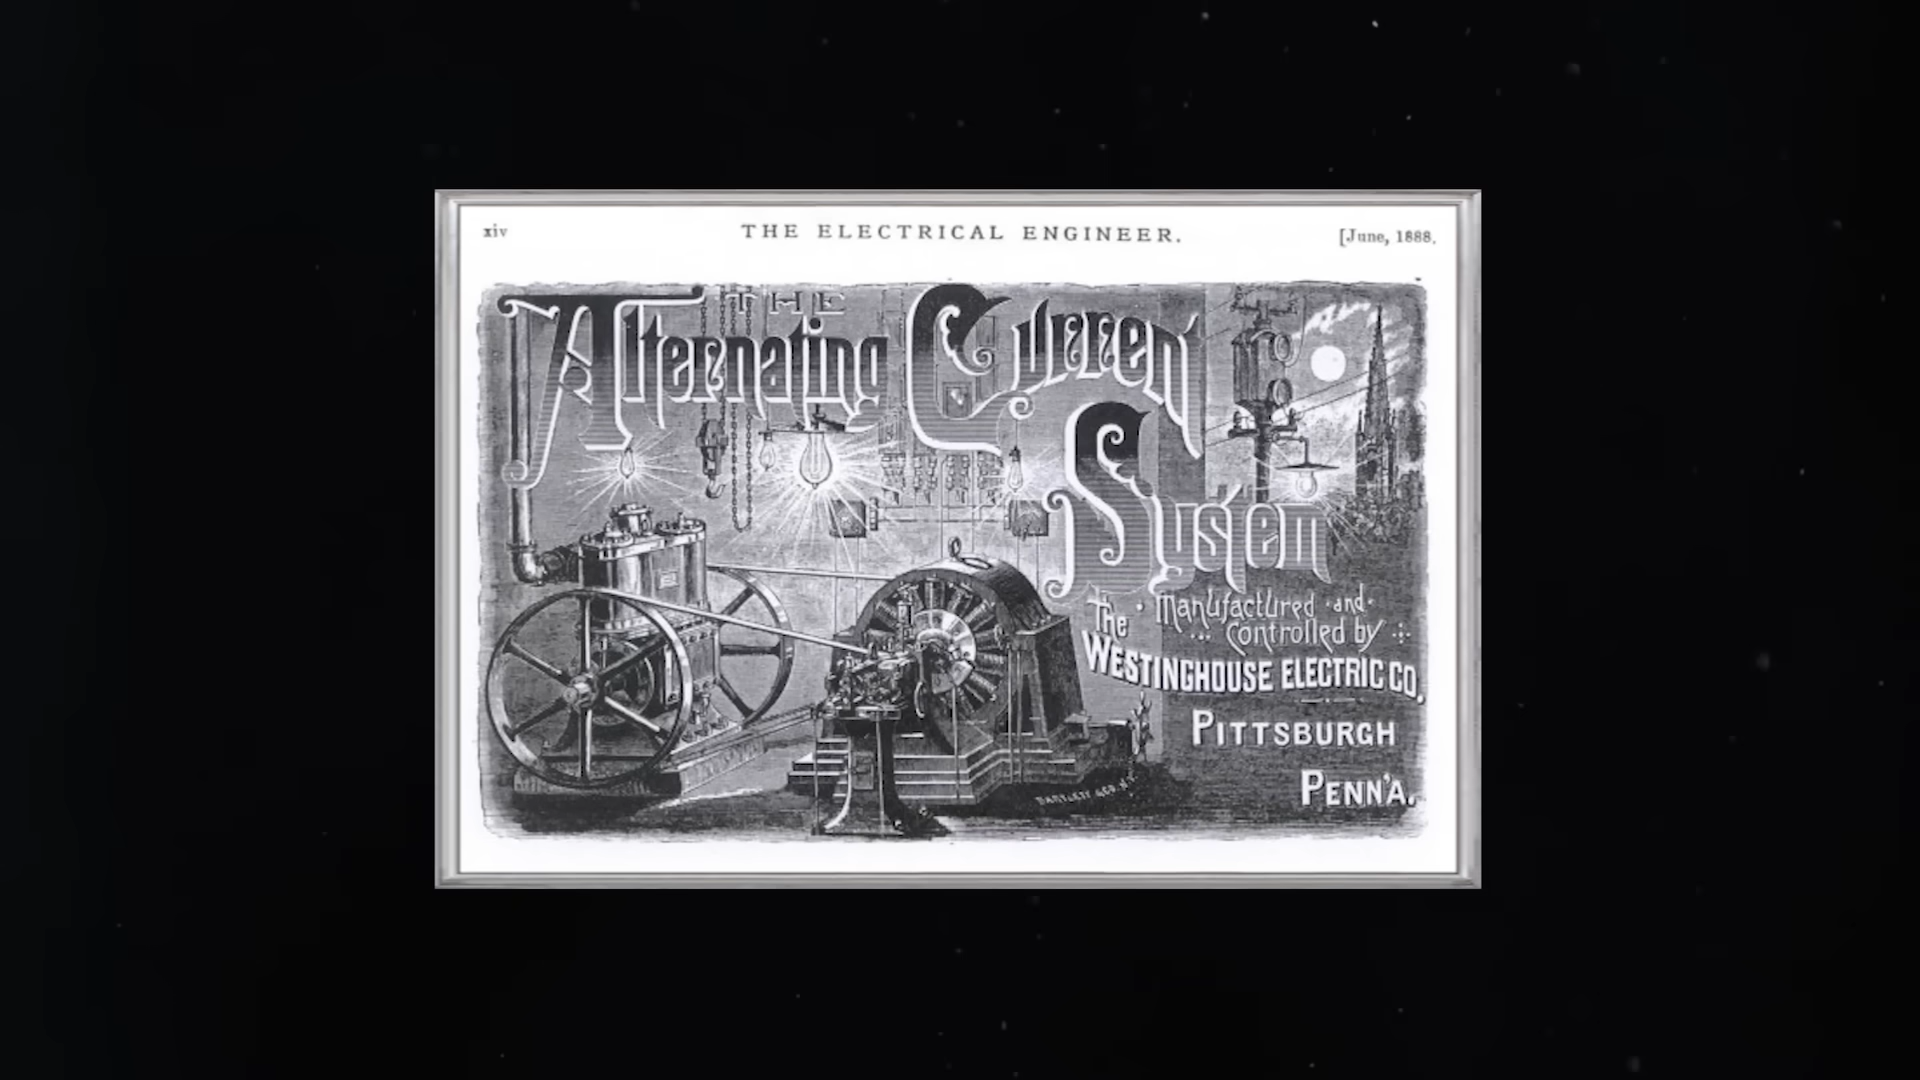 xiv THE ELECTRICAL ENGINEER. [June, 1888.
THE
Alternating Current
System
Manufactured and
controlled by
The
WESTINGHOUSE ELECTRIC CO.
PITTSBURGH
PENN'A.